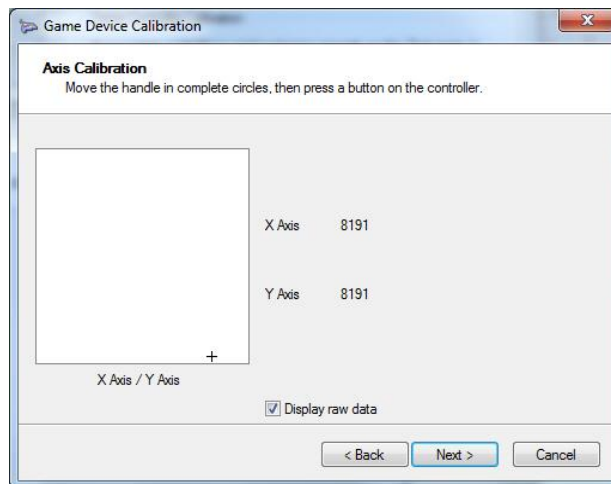 Game Device Calibration
Axis Calibration
Move the handle in complete circles, then press a button on the controller.
X Axis 8191
Y Axis 8191
X Axis / Y Axis
Display raw data
< Back Next > Cancel